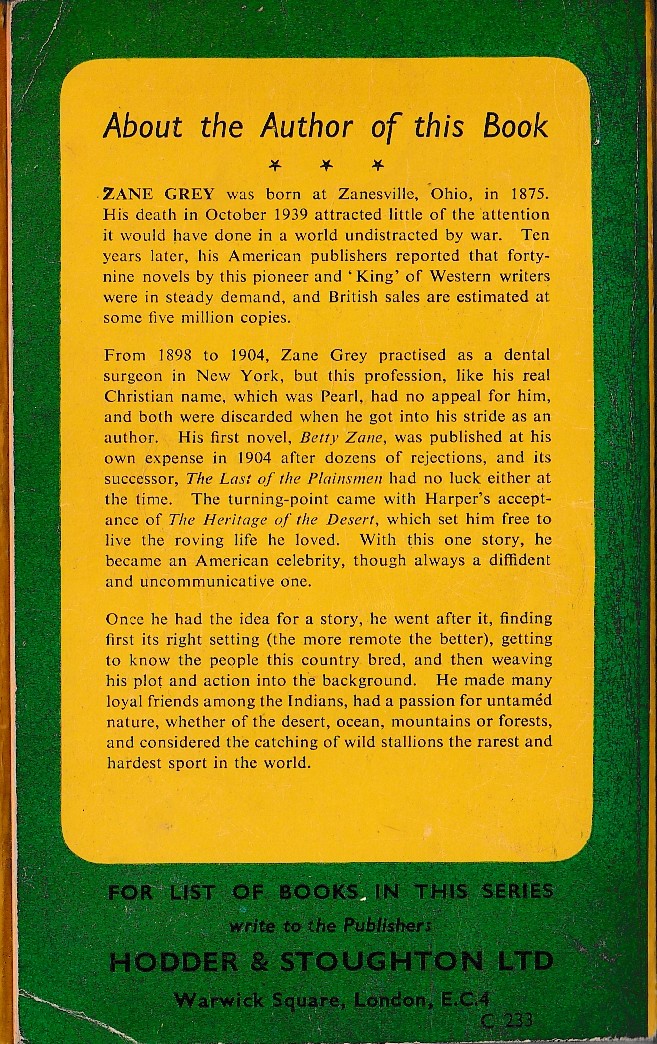 About the Author of this Book
ZANE GREY was born at Zanesville, Ohio, in 1875.
His death in October 1939 attracted little of the attention
it would have done in a world undistracted by war. Ten
years later, his American publishers reported that forty-
nine novels by this pioneer and ‘King’ of Western writers
were in steady demand, and British sales are estimated at
some five million copies.
From 1898 to 1904, Zane Grey practised as a dental
surgeon in New York, but this profession, like his real
Christian name, which was Pearl, had no appeal for him,
and both were discarded when he got into his stride as an
author. His first novel, Betty Zane, was published at his
own expense in 1904 after dozens of rejections, and its
successor, The Last of the Plainsmen had no luck either at
the time. The turning-point came with Harper's accept-
ance of The Heritage of the Desert, which set him free to
live the roving life he loved. With this one story, he
became an American celebrity, though always a diffident
and uncommunicative one.
Once he had the idea for a story, he went after it, finding
first its right setting (the more remote the better), getting
to know the people this country bred, and then weaving
his plot and action into the background. He made many
loyal friends among the Indians, had a passion for untamed
nature, whether of the desert, ocean, mountains or forests,
and considered the catching of wild stallions the rarest and
hardest sport in the world.
FOR LIST OF BOOKS IN THIS SERIES
write to the Publishers
HODDER & STOUGHTON LTD
Warwick Square, London, E.C.4
C 233